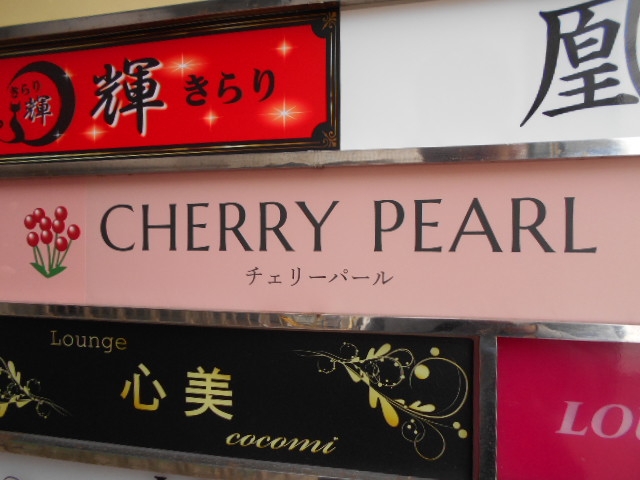 きらり
輝
輝 きらり
凰
CHERRY PEARL
チェリーパール
Lounge
心美
cocomi
LOU